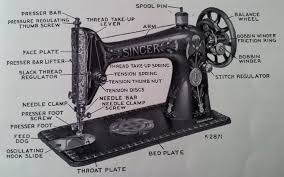 SPOOL PIN
PRESSER BAR
PRESSURE REGULATING
THUMB SCREW
THREAD TAKE-UP
LEVER
ARM
BALANCE
WHEEL
BOBBIN WINDER
FRICTION RING
BOBBIN
WINDER
STITCH REGULATOR
SINGER
FACE PLATE
THREAD TAKE-UP SPRING
PRESSER BAR LIFTER
TENSION SPRING
SLACK THREAD
REGULATOR
TENSION THUMB NUT
TENSION DISCS
NEEDLE CLAMP
NEEDLE BAR
NEEDLE CLAMP
SCREW
PRESSER FOOT
SCREW
PRESSER FOOT
FEED
DOG
OSCILLATING
HOOK SLIDE
K2871
BED PLATE
THROAT PLATE